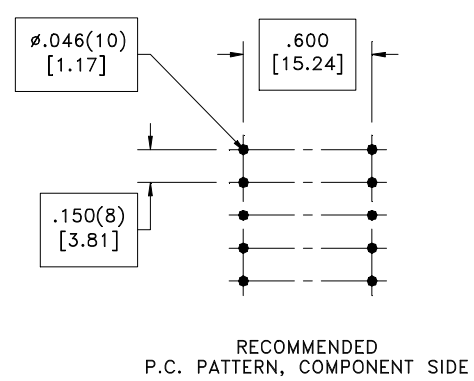 ø.046(10)
[1.17]
.600
[15.24]
.150(8)
[3.81]
RECOMMENDED
P.C. PATTERN, COMPONENT SIDE